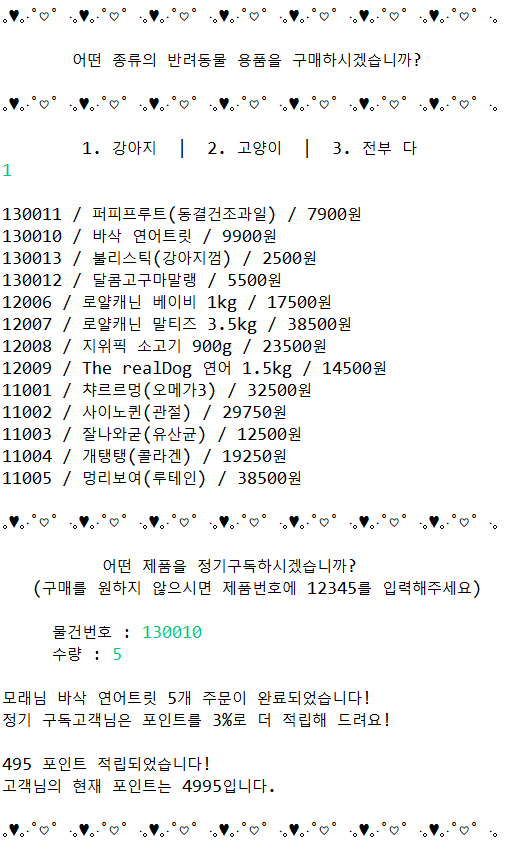 ｡♥｡･ﾟ♡ﾟ ･｡♥｡･ﾟ♡ﾟ ･｡♥｡･ﾟ♡ﾟ ･｡♥｡･ﾟ♡ﾟ ･｡♥｡･ﾟ♡ﾟ ･｡♥｡･ﾟ♡ﾟ ･｡♥｡･ﾟ♡ﾟ ･｡
어떤 종류의 반려동물 용품을 구매하시겠습니까?
｡♥｡･ﾟ♡ﾟ ･｡♥｡･ﾟ♡ﾟ ･｡♥｡･ﾟ♡ﾟ ･｡♥｡･ﾟ♡ﾟ ･｡♥｡･ﾟ♡ﾟ ･｡♥｡･ﾟ♡ﾟ ･｡♥｡･ﾟ♡ﾟ ･｡
1. 강아지 | 2. 고양이 | 3. 전부 다
1
130011 / 퍼피프루트(동결건조과일) / 7900원
130010 / 바삭 연어트릿 / 9900원
130013 / 불리스틱(강아지껌) / 2500원
130012 / 달콤고구마말랭 / 5500원
12006 / 로얄캐닌 베이비 1kg / 17500원
12007 / 로얄캐닌 말티즈 3.5kg / 38500원
12008 / 지위픽 소고기 900g / 23500원
12009 / The realDog 연어 1.5kg / 14500원
11001 / 챠르르멍(오메가3) / 32500원
11002 / 사이노퀸(관절) / 29750원
11003 / 잘나와굳(유산균) / 12500원
11004 / 개탱탱(콜라겐) / 19250원
11005 / 멍리보여(루테인) / 38500원
｡♥｡･ﾟ♡ﾟ ･｡♥｡･ﾟ♡ﾟ ･｡♥｡･ﾟ♡ﾟ ･｡♥｡･ﾟ♡ﾟ ･｡♥｡･ﾟ♡ﾟ ･｡♥｡･ﾟ♡ﾟ ･｡♥｡･ﾟ♡ﾟ ･｡
어떤 제품을 정기구독하시겠습니까?
(구매를 원하지 않으시면 제품번호에 12345를 입력해주세요)
물건번호 : 130010
수량 : 5
모래님 바삭 연어트릿 5개 주문이 완료되었습니다!
정기 구독고객님은 포인트를 3%로 더 적립해 드려요!
495 포인트 적립되었습니다!
고객님의 현재 포인트는 4995입니다.
｡♥｡･ﾟ♡ﾟ ･｡♥｡･ﾟ♡ﾟ ･｡♥｡･ﾟ♡ﾟ ･｡♥｡･ﾟ♡ﾟ ･｡♥｡･ﾟ♡ﾟ ･｡♥｡･ﾟ♡ﾟ ･｡♥｡･ﾟ♡ﾟ ･｡